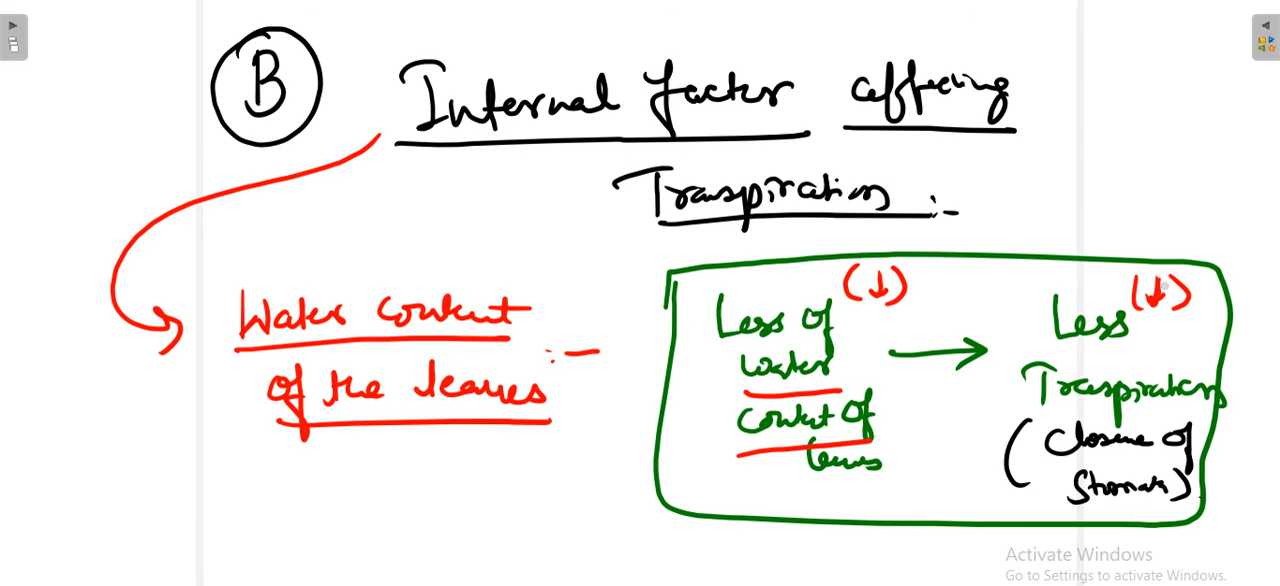 B
Internal factor affecting
Transpiration :-
Water content
of the leaves :-
Less of (↓)
water
content of
leaves
→
Less (↓)
Transpiration
(closure of
stomata)
Activate Windows
Go to Settings to activate Windows.